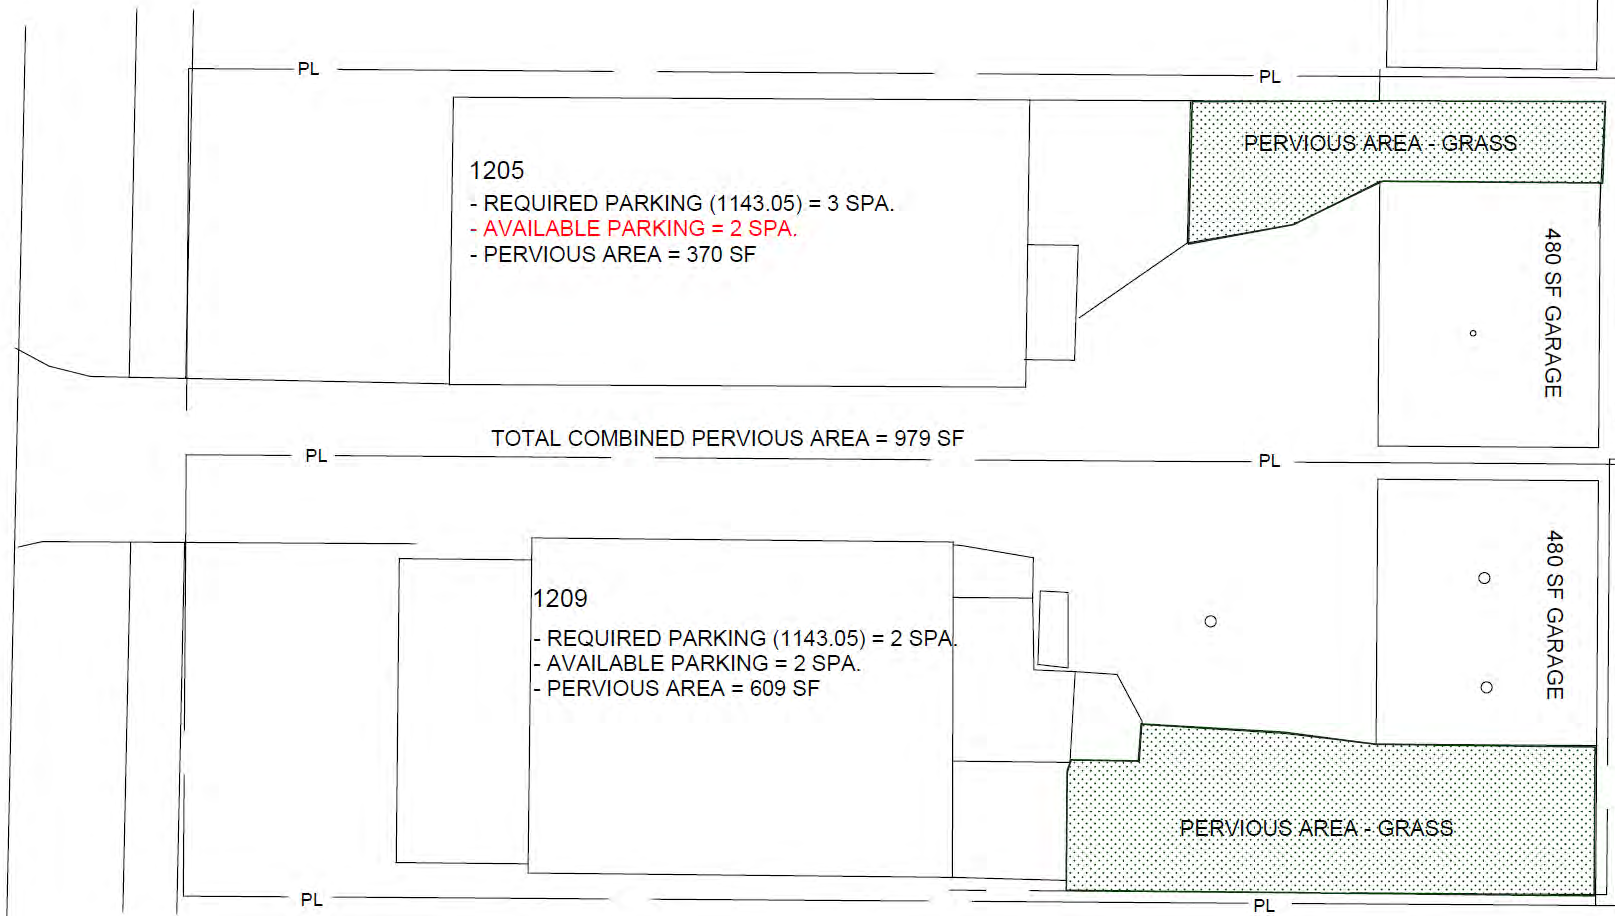 PL
PL
PERVIOUS AREA - GRASS
1205
- REQUIRED PARKING (1143.05) = 3 SPA.
- AVAILABLE PARKING = 2 SPA.
- PERVIOUS AREA = 370 SF
480 SF GARAGE
TOTAL COMBINED PERVIOUS AREA = 979 SF
PL
PL
480 SF GARAGE
1209
- REQUIRED PARKING (1143.05) = 2 SPA.
- AVAILABLE PARKING = 2 SPA.
- PERVIOUS AREA = 609 SF
PERVIOUS AREA - GRASS
PL
PL